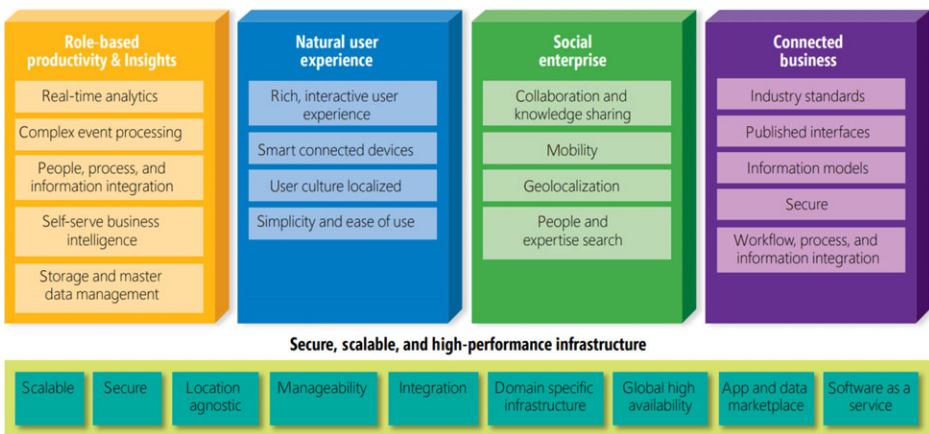 Role-based
productivity & Insights
Real-time analytics
Complex event processing
People, process, and
information integration
Self-serve business
intelligence
Storage and master
data management
Natural user
experience
Rich, interactive user
experience
Smart connected devices
User culture localized
Simplicity and ease of use
Social
enterprise
Collaboration and
knowledge sharing
Mobility
Geolocalization
People and
expertise search
Connected
business
Industry standards
Published interfaces
Information models
Secure
Workflow, process, and
information integration
Secure, scalable, and high-performance infrastructure
Scalable
Secure
Location
agnostic
Manageability
Integration
Domain specific
infrastructure
Global high
availability
App and data
marketplace
Software as a
service